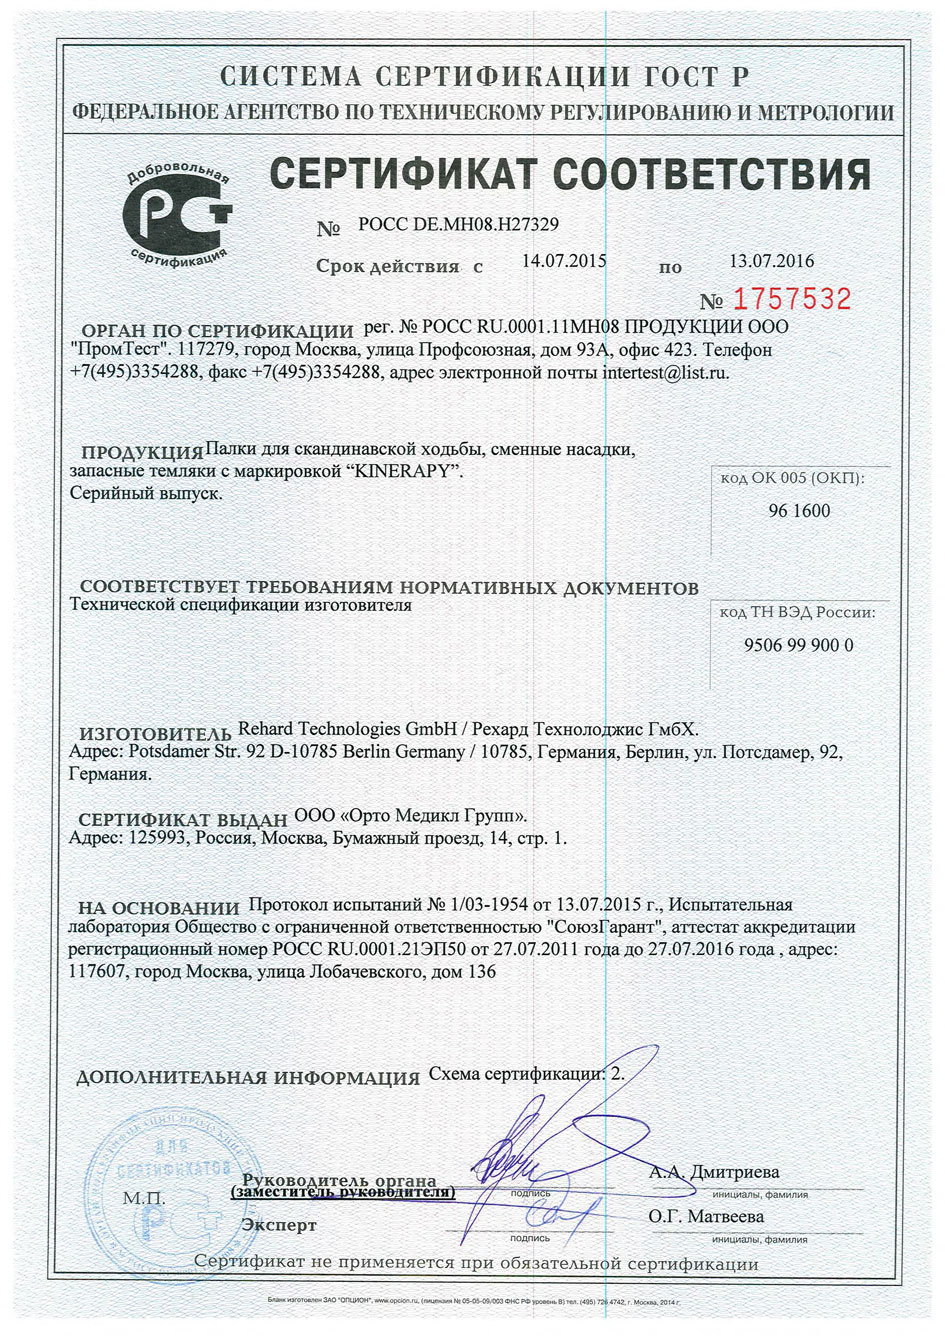 СИСТЕМА СЕРТИФИКАЦИИ ГОСТ Р
ФЕДЕРАЛЬНОЕ АГЕНТСТВО ПО ТЕХНИЧЕСКОМУ РЕГУЛИРОВАНИЮ И МЕТРОЛОГИИ
Добровольная
сертификация
СЕРТИФИКАТ СООТВЕТСТВИЯ
№ РОСС DE.МН08.Н27329
Срок действия с 14.07.2015 по 13.07.2016
№ 1757532
ОРГАН ПО СЕРТИФИКАЦИИ рег. № РОСС RU.0001.11МН08 ПРОДУКЦИИ ООО
"ПромТест". 117279, город Москва, улица Профсоюзная, дом 93А, офис 423. Телефон
+7(495)3354288, факс +7(495)3354288, адрес электронной почты intertest@list.ru.
ПРОДУКЦИЯ Палки для скандинавской ходьбы, сменные насадки,
запасные темляки с маркировкой “KINERAPY”.
Серийный выпуск.
код ОК 005 (ОКП):
96 1600
СООТВЕТСТВУЕТ ТРЕБОВАНИЯМ НОРМАТИВНЫХ ДОКУМЕНТОВ
Технической спецификации изготовителя
код ТН ВЭД России:
9506 99 900 0
ИЗГОТОВИТЕЛЬ Rehard Technologies GmbH / Рехард Технолоджис ГмбХ.
Адрес: Potsdamer Str. 92 D-10785 Berlin Germany / 10785, Германия, Берлин, ул. Потсдамер, 92,
Германия.
СЕРТИФИКАТ ВЫДАН ООО «Орто Медикл Групп».
Адрес: 125993, Россия, Москва, Бумажный проезд, 14, стр. 1.
НА ОСНОВАНИИ Протокол испытаний № 1/03-1954 от 13.07.2015 г., Испытательная
лаборатория Общество с ограниченной ответственностью "СоюзГарант", аттестат аккредитации
регистрационный номер РОСС RU.0001.21ЭП50 от 27.07.2011 года до 27.07.2016 года , адрес:
117607, город Москва, улица Лобачевского, дом 136
ДОПОЛНИТЕЛЬНАЯ ИНФОРМАЦИЯ Схема сертификации: 2.
ДЛЯ
СЕРТИФИКАТОВ
М.П.
Руководитель органа
(заместитель руководителя)
подпись
А.А. Дмитриева
инициалы, фамилия
Эксперт
подпись
О.Г. Матвеева
инициалы, фамилия
Сертификат не применяется при обязательной сертификации
Бланк изготовлен ЗАО "ОПЦИОН", www.opcion.ru, (лицензия № 05-05-09/003 ФНС РФ уровень В) тел. (495) 726 4742, г. Москва, 2014 г.